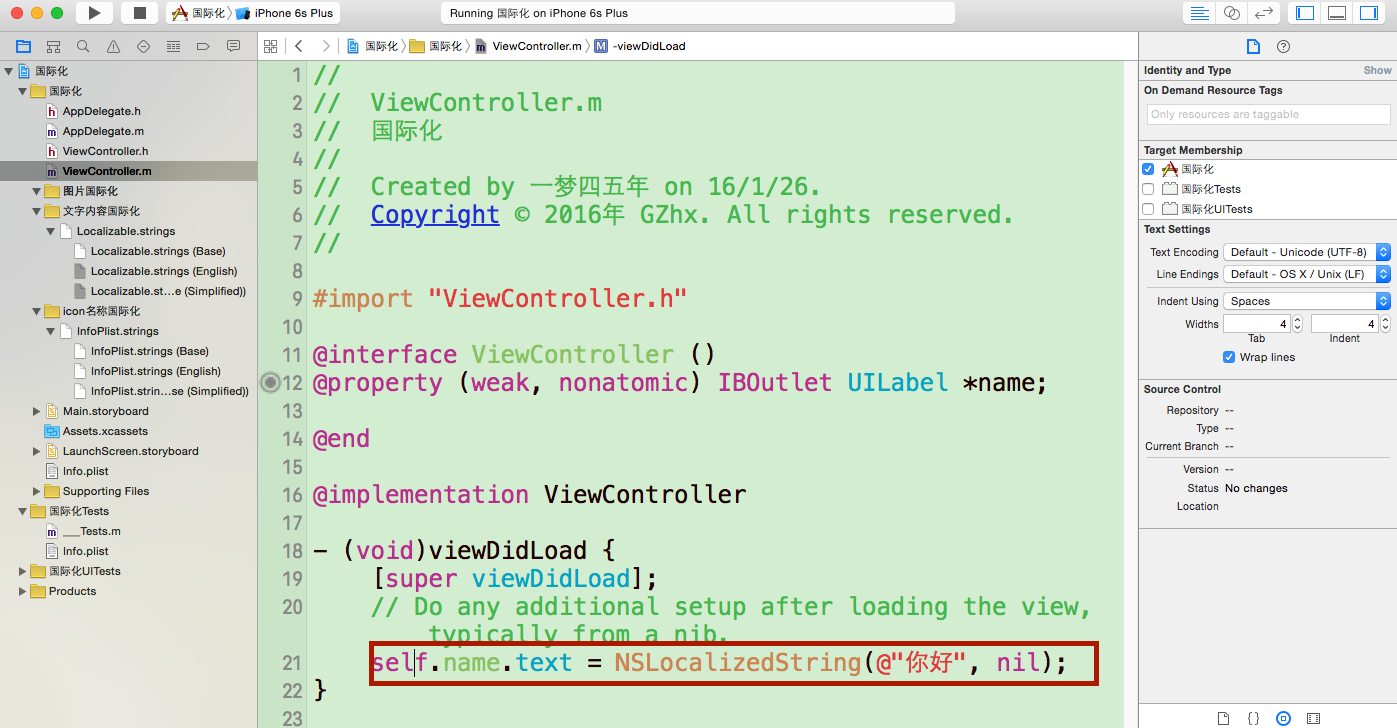 国际化 〉 iPhone 6s Plus
Running 国际化 on iPhone 6s Plus
国际化 〉 国际化 〉 ViewController.m 〉 M -viewDidLoad
国际化
国际化
h AppDelegate.h
m AppDelegate.m
h ViewController.h
m ViewController.m
图片国际化
文字内容国际化
Localizable.strings
Localizable.strings (Base)
Localizable.strings (English)
Localizable.st...e (Simplified))
icon名称国际化
InfoPlist.strings
InfoPlist.strings (Base)
InfoPlist.strings (English)
InfoPlist.strin...se (Simplified))
Main.storyboard
Assets.xcassets
LaunchScreen.storyboard
Info.plist
Supporting Files
国际化Tests
m ___Tests.m
Info.plist
国际化UITests
Products
1 //
2 //  ViewController.m
3 //  国际化
4 //
5 //  Created by 一梦四五年 on 16/1/26.
6 //  Copyright © 2016年 GZhx. All rights reserved.
7 //
8
9 #import "ViewController.h"
10
11 @interface ViewController ()
12 @property (weak, nonatomic) IBOutlet UILabel *name;
13
14 @end
15
16 @implementation ViewController
17
18 - (void)viewDidLoad {
19     [super viewDidLoad];
20     // Do any additional setup after loading the view,
typically from a nib.
21     self.name.text = NSLocalizedString(@"你好", nil);
22 }
23
Identity and Type Show
On Demand Resource Tags
Only resources are taggable
Target Membership
国际化
国际化Tests
国际化UITests
Text Settings
Text Encoding Default - Unicode (UTF-8)
Line Endings Default - OS X / Unix (LF)
Indent Using Spaces
Widths 4 4
Tab Indent
Wrap lines
Source Control
Repository --
Type --
Current Branch --
Version --
Status No changes
Location